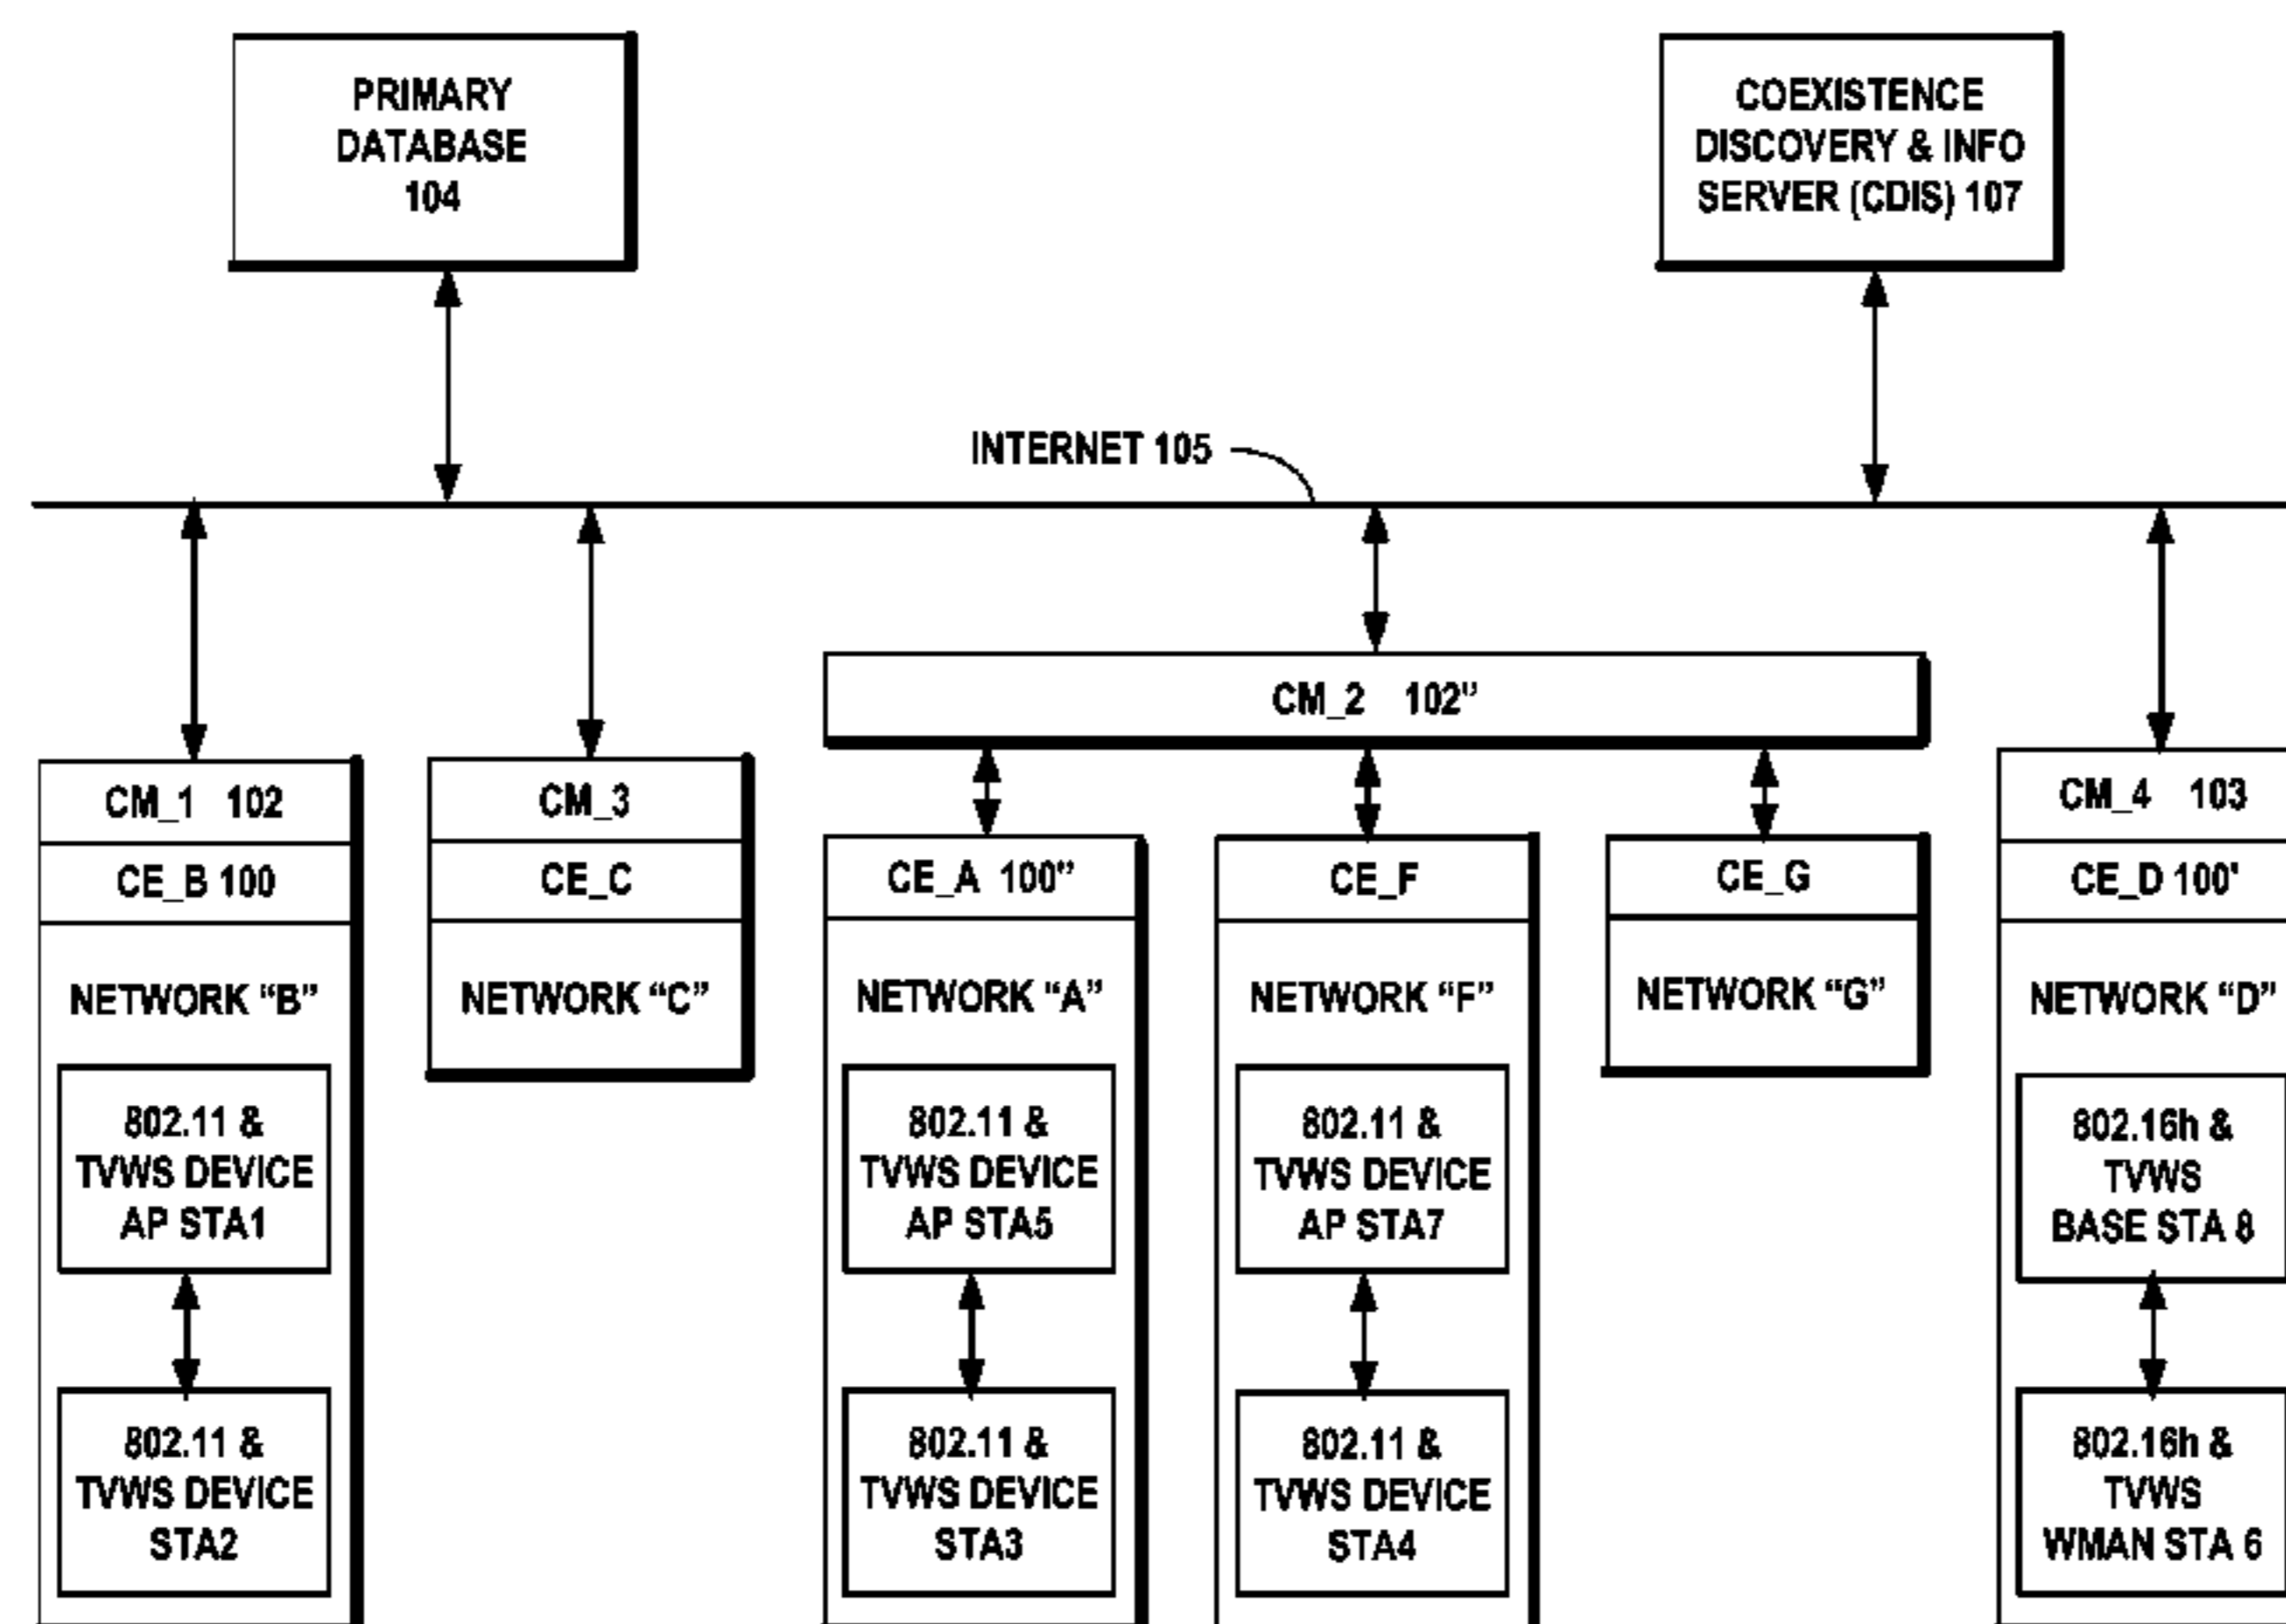 PRIMARY
DATABASE
104
COEXISTENCE
DISCOVERY & INFO
SERVER (CDIS) 107
INTERNET 105
CM_2 102"
CM_1 102
CE_B 100
NETWORK “B”
802.11 &
TVWS DEVICE
AP STA1
802.11 &
TVWS DEVICE
STA2
CM_3
CE_C
NETWORK “C”
CE_A 100"
NETWORK “A”
802.11 &
TVWS DEVICE
AP STA5
802.11 &
TVWS DEVICE
STA3
CE_F
NETWORK “F”
802.11 &
TVWS DEVICE
AP STA7
802.11 &
TVWS DEVICE
STA4
CE_G
NETWORK “G”
CM_4 103
CE_D 100'
NETWORK “D”
802.16h &
TVWS
BASE STA 8
802.16h &
TVWS
WMAN STA 6